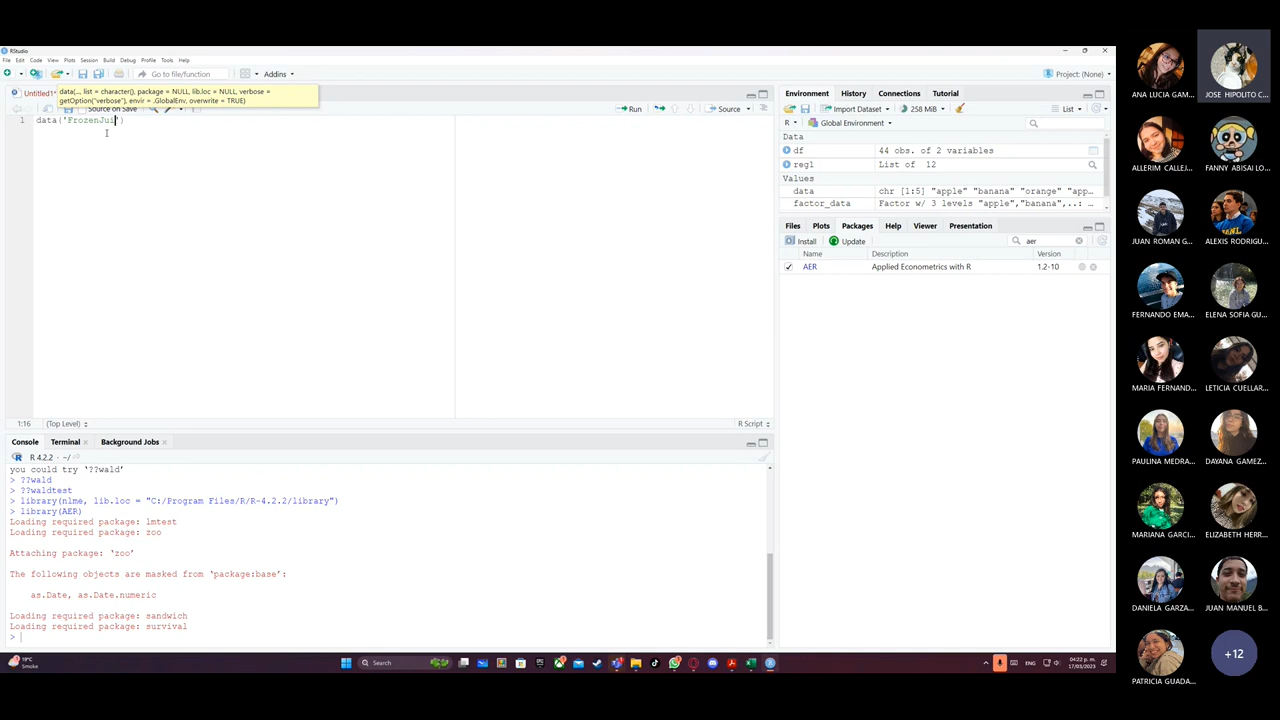 RStudio
File Edit Code View Plots Session Build Debug Profile Tools Help
Go to file/function
Addins
Project: (None)
Untitled1*
data(..., list = character(), package = NULL, lib.loc = NULL, verbose =
getOption("verbose"), envir = .GlobalEnv, overwrite = TRUE)
Source on Save
Run
Source
1 data('FrozenJui')
1:16 (Top Level) R Script
Console Terminal Background Jobs
R 4.2.2 · ~/
you could try '??wald'
> ??wald
> ??waldtest
> library(nlme, lib.loc = "C:/Program Files/R/R-4.2.2/library")
> library(AER)
Loading required package: lmtest
Loading required package: zoo
Attaching package: 'zoo'
The following objects are masked from 'package:base':
as.Date, as.Date.numeric
Loading required package: sandwich
Loading required package: survival
>
Environment History Connections Tutorial
Import Dataset 258 MiB List
R Global Environment
Data
df 44 obs. of 2 variables
reg1 List of 12
Values
data chr [1:5] "apple" "banana" "orange" "app…
factor_data Factor w/ 3 levels "apple","banana",..: …
Files Plots Packages Help Viewer Presentation
Install Update aer
Name Description Version
AER Applied Econometrics with R 1.2-10
19°C
Smoke
Search
ENG
04:22 p. m.
17/03/2023
ANA LUCIA GAM...
JOSE HIPOLITO C...
ALLERIM CALLEJ...
FANNY ABISAI LO...
JUAN ROMAN G...
ALEXIS RODRIGU...
FERNANDO EMA...
ELENA SOFIA GU...
MARIA FERNAND...
LETICIA CUELLAR...
PAULINA MEDRA...
DAYANA GAMEZ...
MARIANA GARCI...
ELIZABETH HERR...
DANIELA GARZA...
JUAN MANUEL B...
PATRICIA GUADA...
+12